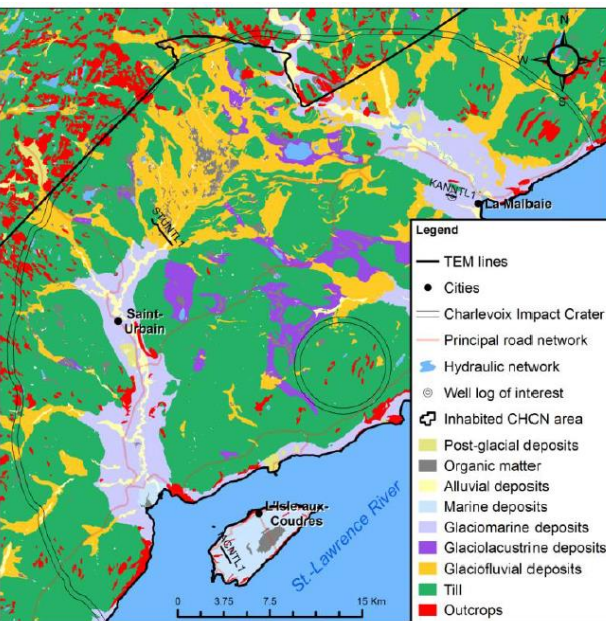 N
W
E
S
KANNTL1
La Malbaie
STUNTL1
Saint-
Urbain
L'Isle-aux-
Coudres
St.-Lawrence River
0 3.75 7.5 15 Km
Legend
TEM lines
Cities
Charlevoix Impact Crater
Principal road network
Hydraulic network
Well log of interest
Inhabited CHCN area
Post-glacial deposits
Organic matter
Alluvial deposits
Marine deposits
Glaciomarine deposits
Glaciolacustrine deposits
Glaciofluvial deposits
Till
Outcrops